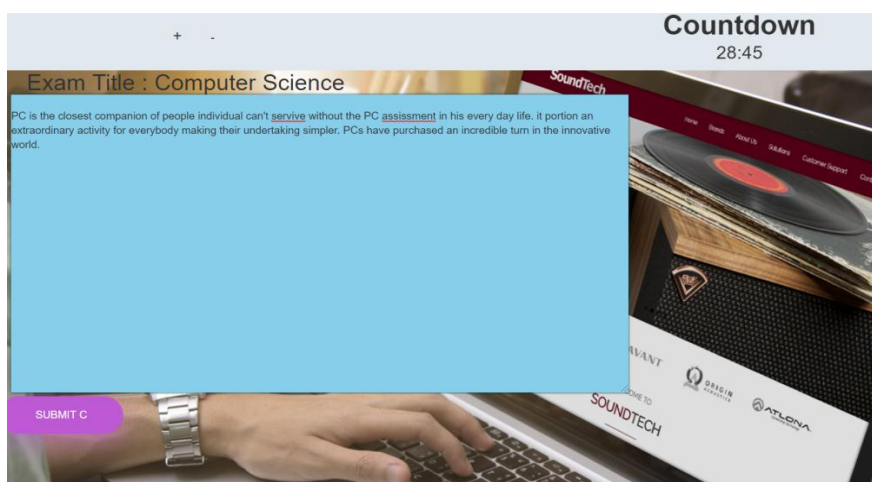 + -
Countdown
28:45
Exam Title : Computer Science
PC is the closest companion of people individual can't servive without the PC assissment in his every day life. it portion an
extraordinary activity for everybody making their undertaking simpler. PCs have purchased an incredible turn in the innovative
world.
SUBMIT C
SoundTech
Home Brands About Us Solutions Customer Support
AVANT
ORIGIN
ACOUSTICS
ATLONA
SOUNDTECH